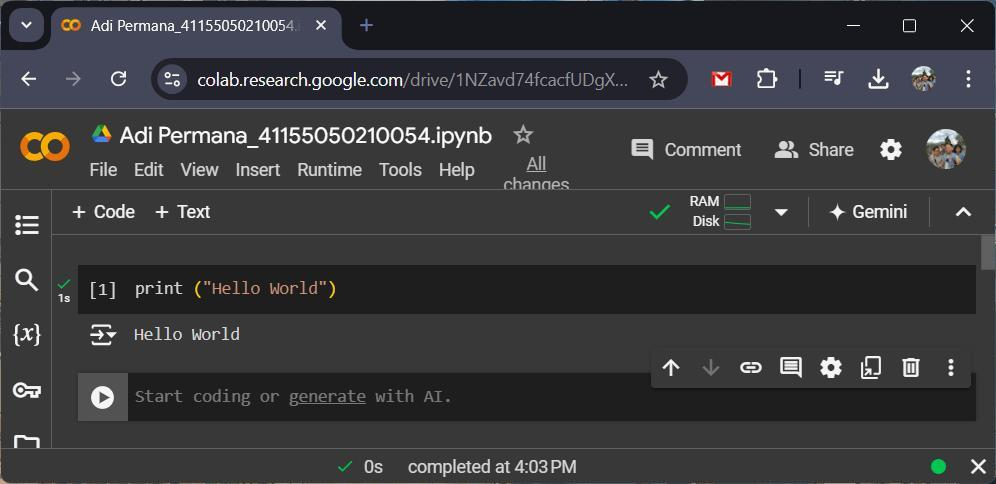 Adi Permana_41155050210054.i
colab.research.google.com/drive/1NZavd74fcacfUDgX...
Adi Permana_41155050210054.ipynb
File Edit View Insert Runtime Tools Help All changes
Comment Share
+ Code + Text
RAM
Disk
Gemini
1s
[1] print ("Hello World")
Hello World
{x}
Start coding or generate with AI.
0s completed at 4:03 PM